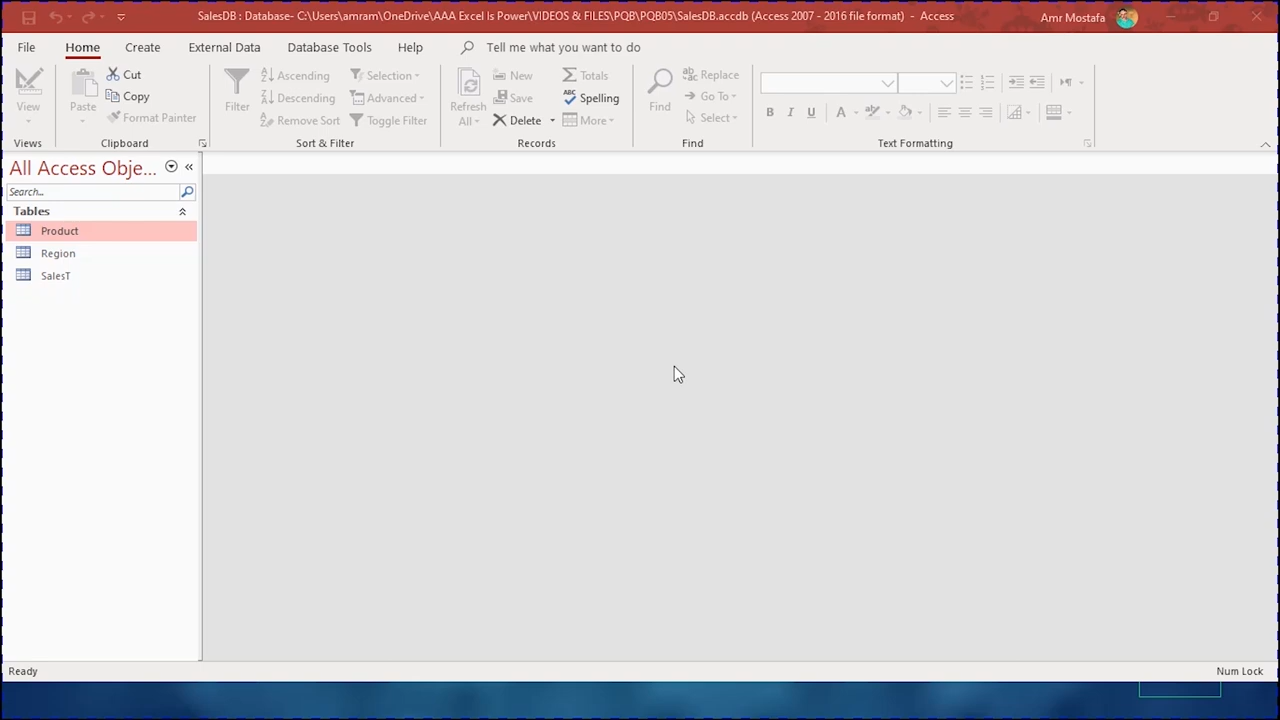 SalesDB : Database- C:\Users\amram\OneDrive\AAA Excel Is Power\VIDEOS & FILES\PQB\PQB05\SalesDB.accdb (Access 2007 - 2016 file format) - Access
Amr Mostafa
File Home Create External Data Database Tools Help Tell me what you want to do
View
Views
Paste
Cut
Copy
Format Painter
Clipboard
Filter
Ascending
Descending
Remove Sort
Selection
Advanced
Toggle Filter
Sort & Filter
Refresh
All
New
Save
Delete
Totals
Spelling
More
Records
Find
Replace
Go To
Select
Find
B I U
A
Text Formatting
All Access Obje...
Search...
Tables
Product
Region
SalesT
Ready
Num Lock